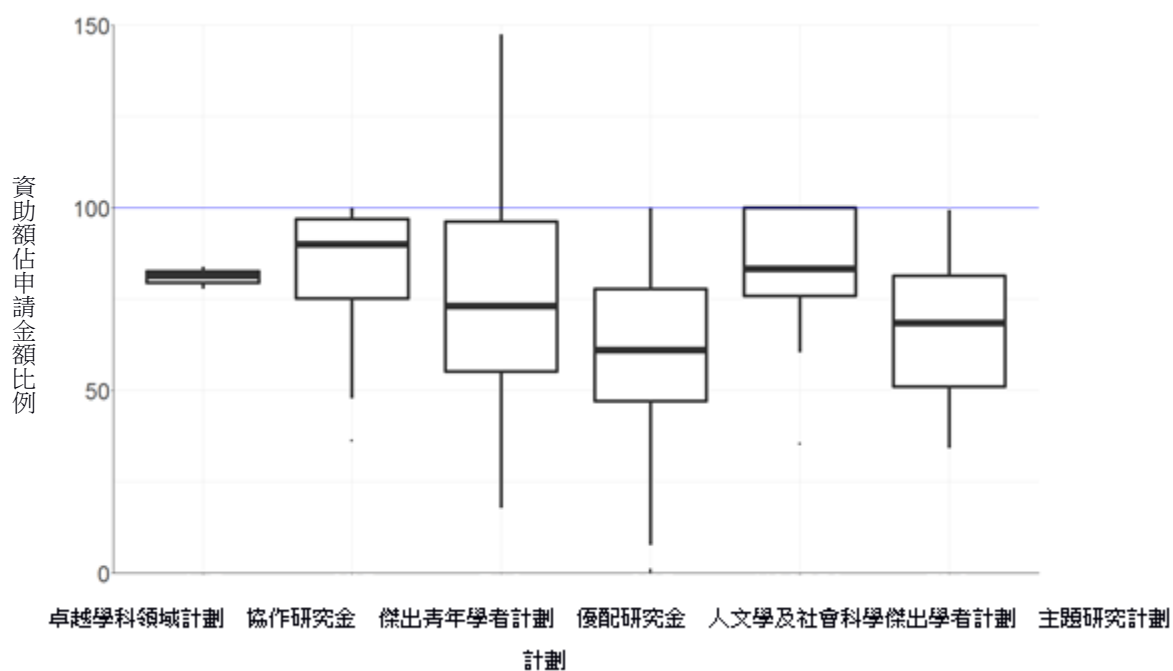 150
100
50
0
資助額佔申請金額比例
卓越學科領域計劃 協作研究金 傑出青年學者計劃 優配研究金 人文學及社會科學傑出學者計劃 主題研究計劃
計劃